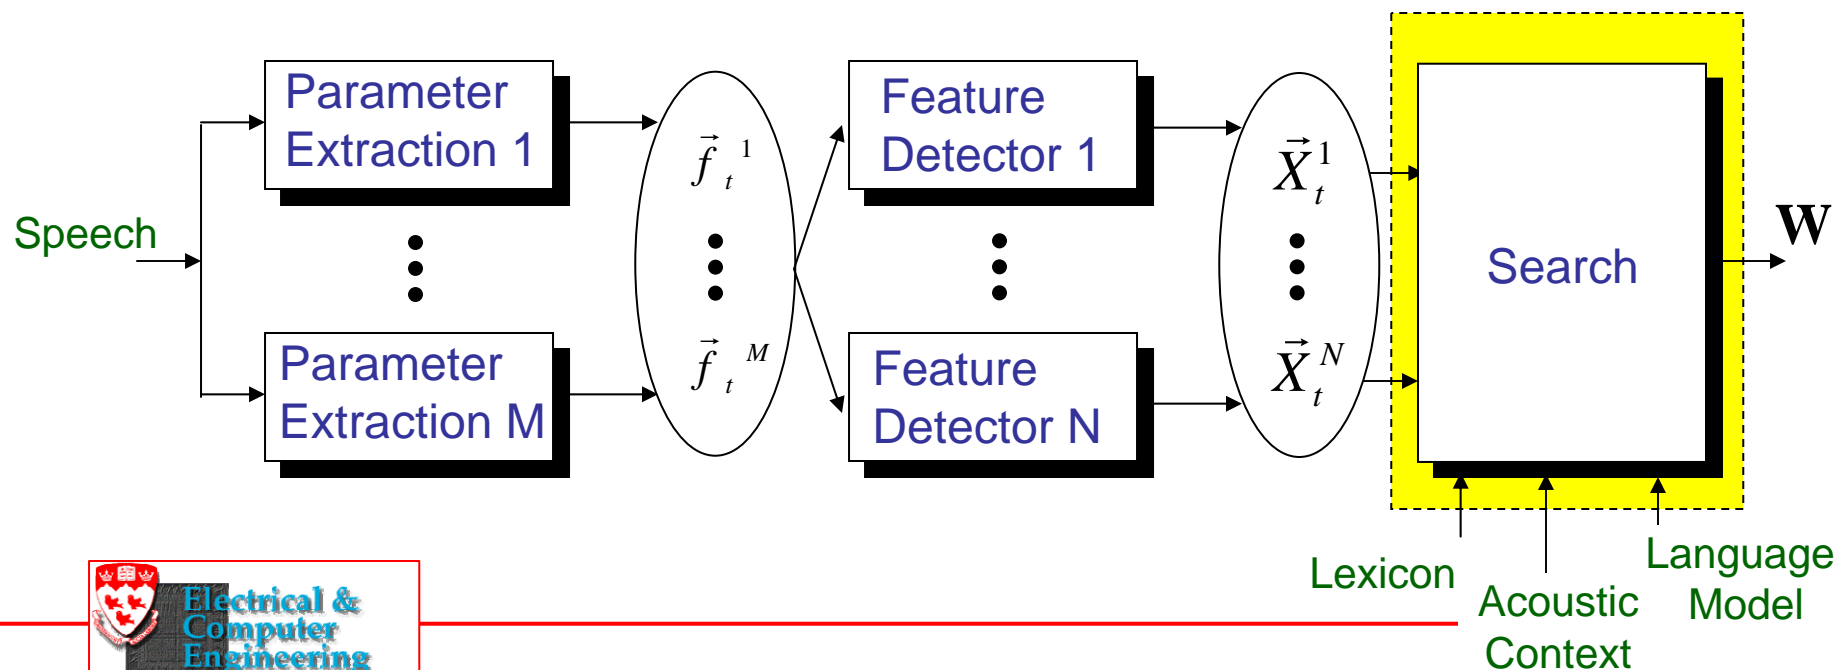 Speech
Parameter
Extraction 1
Parameter
Extraction M
f⃗ t 1
f⃗ t M
Feature
Detector 1
Feature
Detector N
X⃗ t 1
X⃗ t N
Search
W
Lexicon
Acoustic
Context
Language
Model
Electrical &
Computer
Engineering